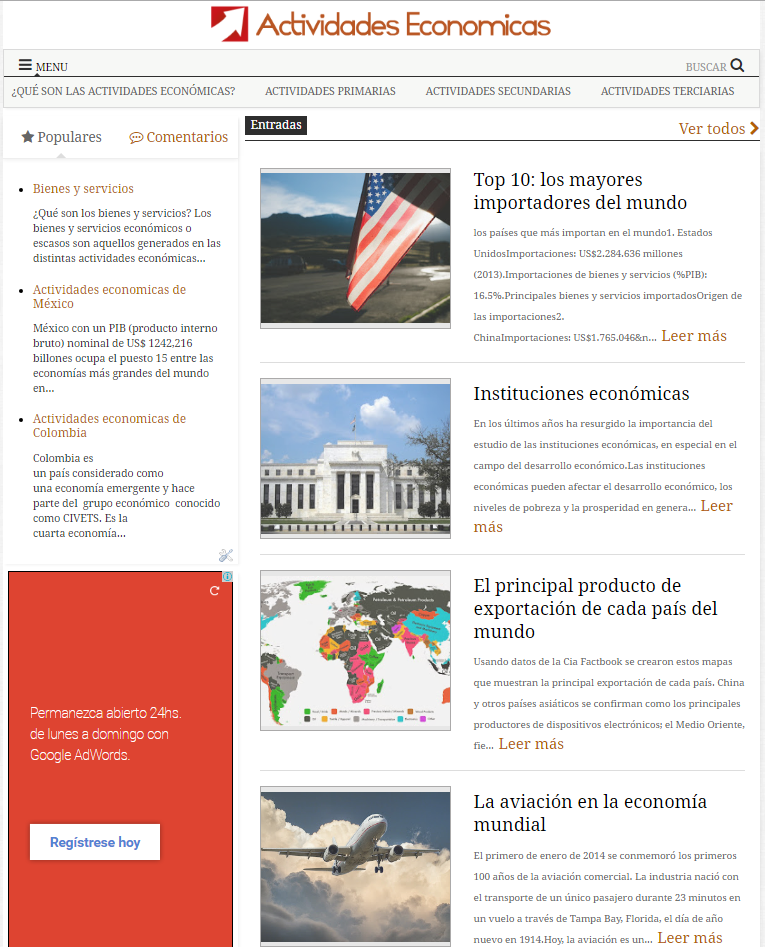 Actividades Economicas
MENU
BUSCAR
¿QUÉ SON LAS ACTIVIDADES ECONÓMICAS?
ACTIVIDADES PRIMARIAS
ACTIVIDADES SECUNDARIAS
ACTIVIDADES TERCIARIAS
Populares
Comentarios
Bienes y servicios
¿Qué son los bienes y servicios? Los
bienes y servicios económicos o
escasos son aquellos generados en las
distintas actividades económicas...
Actividades economicas de
México
México con un PIB (producto interno
bruto) nominal de US$ 1242,216
billones ocupa el puesto 15 entre las
economías más grandes del mundo
en...
Actividades economicas de
Colombia
Colombia es
un país considerado como
una economía emergente y hace
parte del grupo económico conocido
como CIVETS. Es la
cuarta economía...
Permanezca abierto 24hs.
de lunes a domingo con
Google AdWords.
Regístrese hoy
Entradas
Ver todos
Top 10: los mayores
importadores del mundo
los países que más importan en el mundo1. Estados
UnidosImportaciones: US$2.284.636 millones
(2013).Importaciones de bienes y servicios (%PIB):
16.5%.Principales bienes y servicios importadosOrigen de
las importaciones2.
ChinaImportaciones: US$1.765.046&n... Leer más
Instituciones económicas
En los últimos años ha resurgido la importancia del
estudio de las instituciones económicas, en especial en el
campo del desarrollo económico.Las instituciones
económicas pueden afectar el desarrollo económico, los
niveles de pobreza y la prosperidad en genera... Leer
más
Petroleum & Petroleum Products
El principal producto de
exportación de cada país del
mundo
Usando datos de la Cia Factbook se crearon estos mapas
que muestran la principal exportación de cada país. China
y otros países asiáticos se confirman como los principales
productores de dispositivos electrónicos; el Medio Oriente,
fie... Leer más
La aviación en la economía
mundial
El primero de enero de 2014 se conmemoró los primeros
100 años de la aviación comercial. La industria nació con
el transporte de un único pasajero durante 23 minutos en
un vuelo a través de Tampa Bay, Florida, el día de año
nuevo en 1914.Hoy, la aviación es un... Leer más